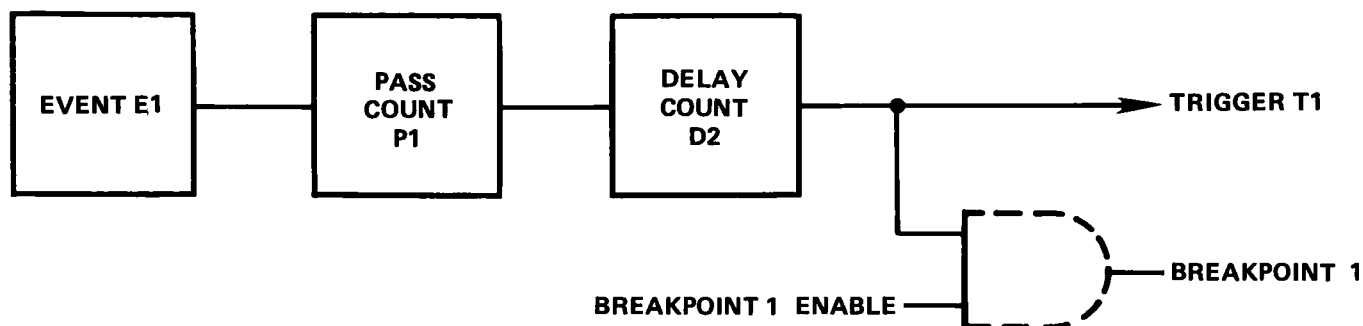 EVENT E1
PASS
COUNT
P1
DELAY
COUNT
D2
TRIGGER T1
BREAKPOINT 1
BREAKPOINT 1 ENABLE